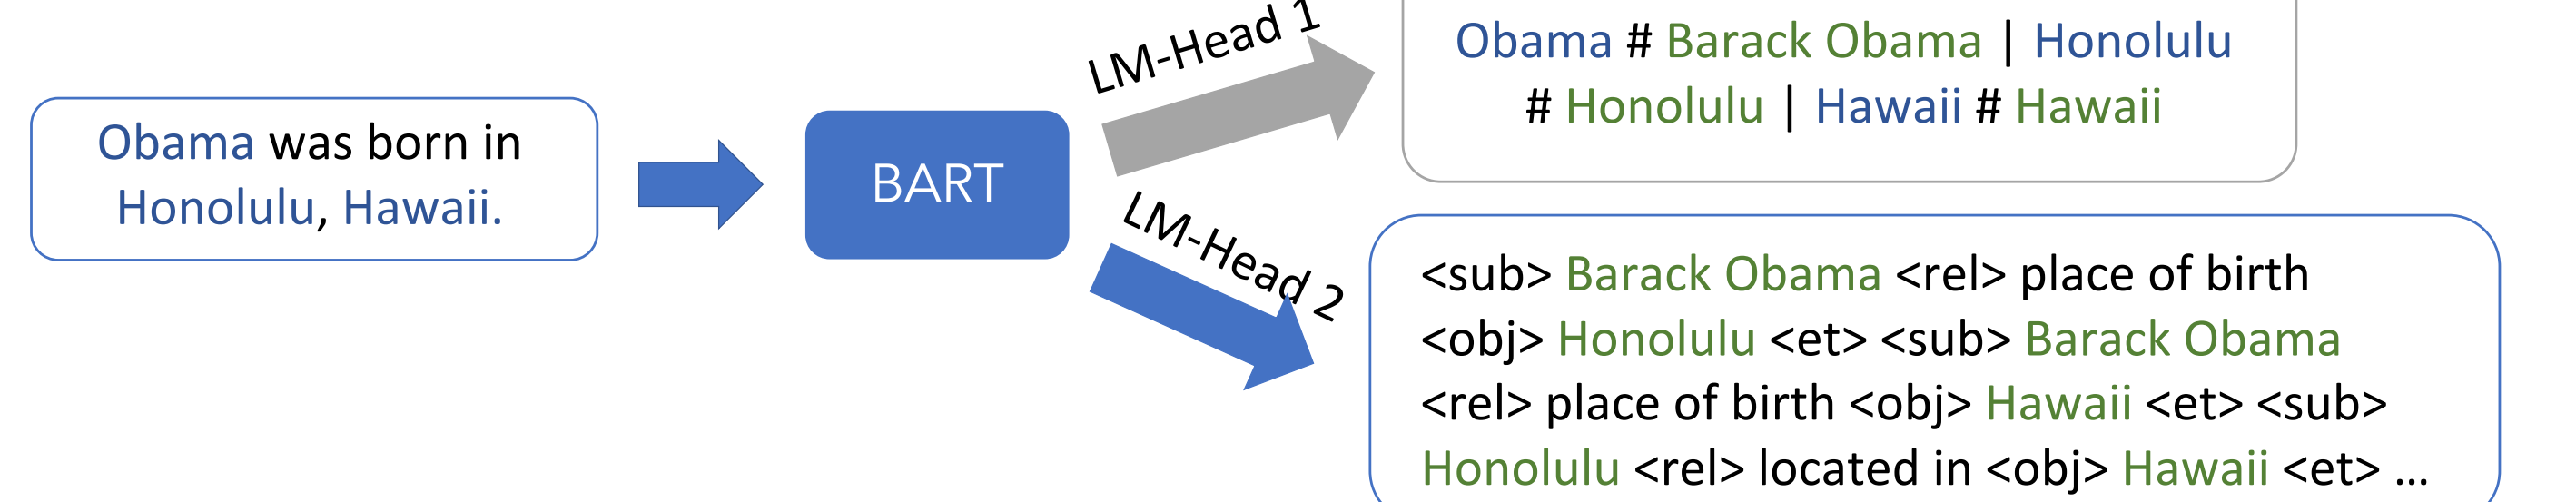 Obama was born in
Honolulu, Hawaii.
BART
LM-Head 1
LM-Head 2
Obama # Barack Obama | Honolulu
# Honolulu | Hawaii # Hawaii
<sub> Barack Obama <rel> place of birth
<obj> Honolulu <et> <sub> Barack Obama
<rel> place of birth <obj> Hawaii <et> <sub>
Honolulu <rel> located in <obj> Hawaii <et> ...